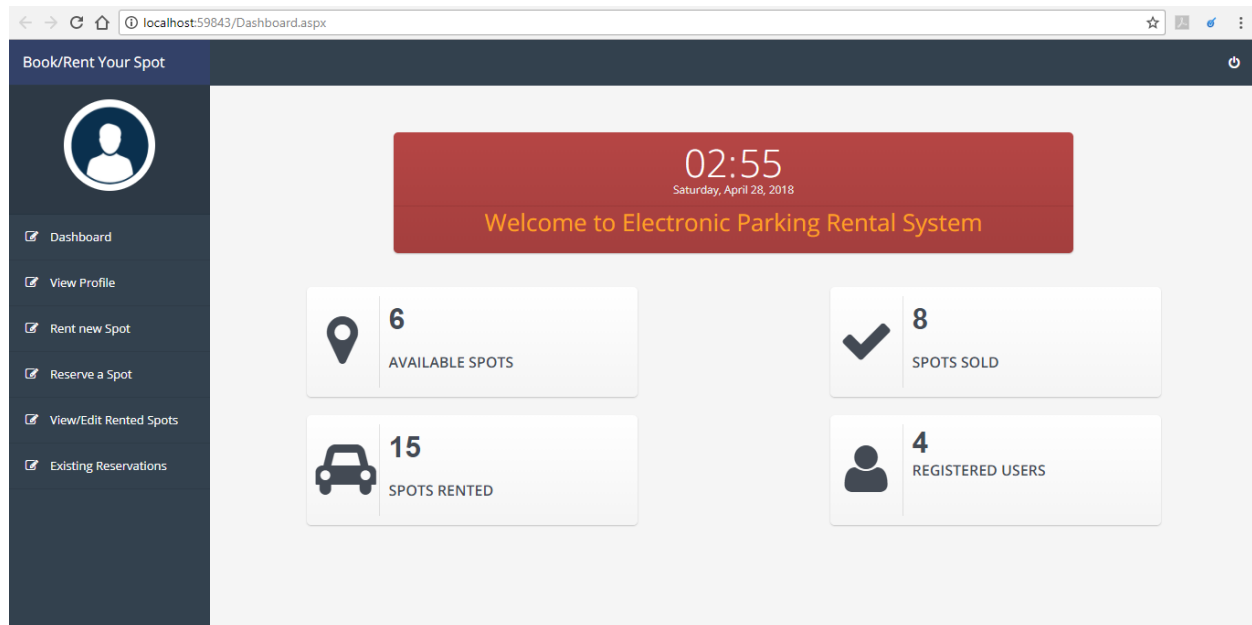 localhost:59843/Dashboard.aspx
Book/Rent Your Spot
02:55
Saturday, April 28, 2018
Welcome to Electronic Parking Rental System
Dashboard
View Profile
Rent new Spot
Reserve a Spot
View/Edit Rented Spots
Existing Reservations
6
AVAILABLE SPOTS
8
SPOTS SOLD
15
SPOTS RENTED
4
REGISTERED USERS